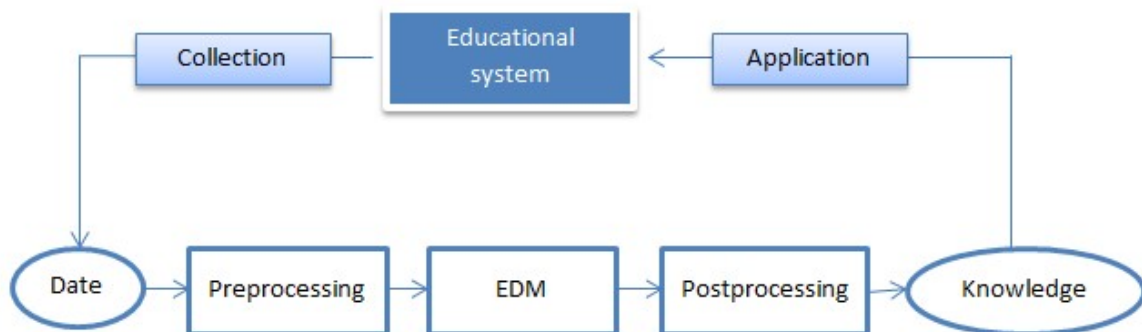 Collection
Educational
system
Application
Date
Preprocessing
EDM
Postprocessing
Knowledge